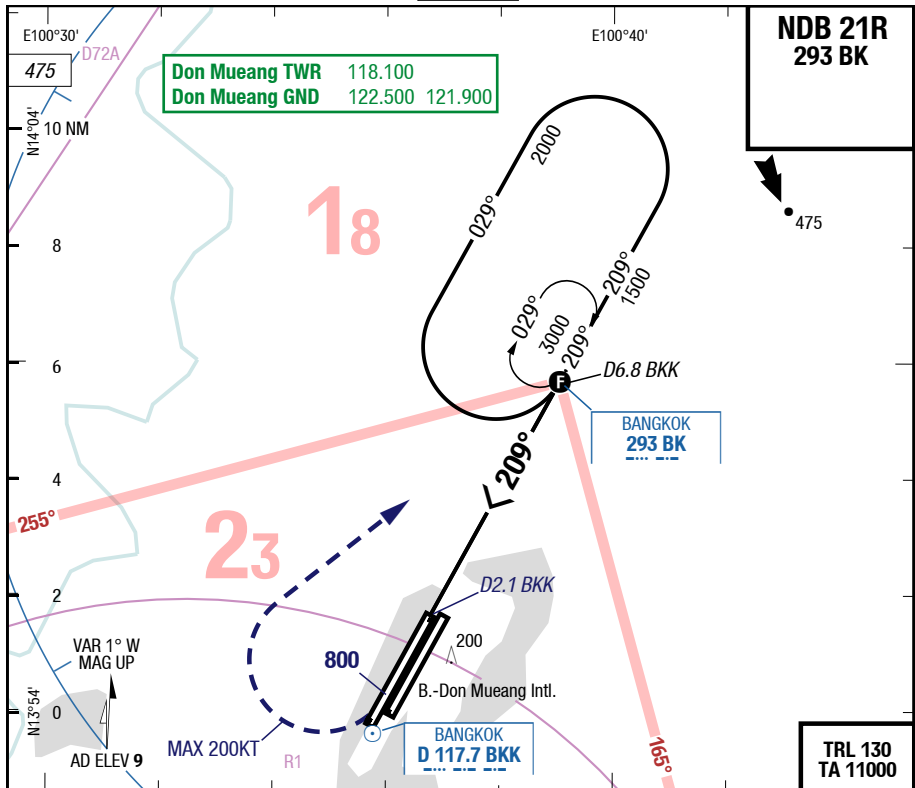 E100°30'
E100°40'
NDB 21R
293 BK
D72A
475
Don Mueang TWR 118.100
Don Mueang GND 122.500 121.900
N14°04'
10 NM
2000
029°
475
18
8
209°
1500
029°
3000
209°
6
F
D6.8 BKK
BANGKOK
293 BK
209°
4
255°
23
2
D2.1 BKK
VAR 1° W
MAG UP
200
800
B.-Don Mueang Intl.
N13°54'
0
BANGKOK
D 117.7 BKK
MAX 200KT
R1
165°
AD ELEV 9
TRL 130
TA 11000